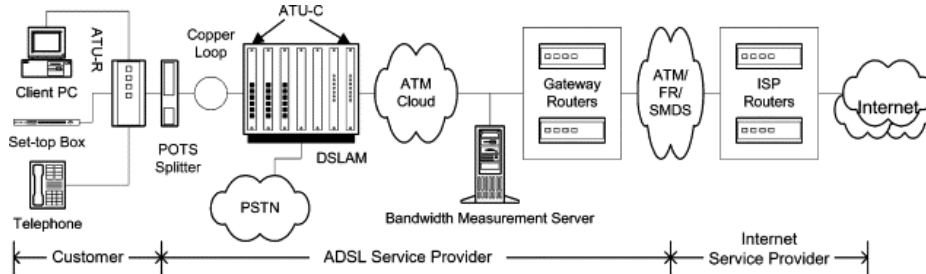 ATU-C
Copper
Loop
ATU-R
Client PC
Set-top Box
Telephone
POTS
Splitter
DSLAM
PSTN
ATM
Cloud
Bandwidth Measurement Server
Gateway
Routers
ATM/
FR/
SMDS
ISP
Routers
Internet
Customer
ADSL Service Provider
Internet
Service Provider